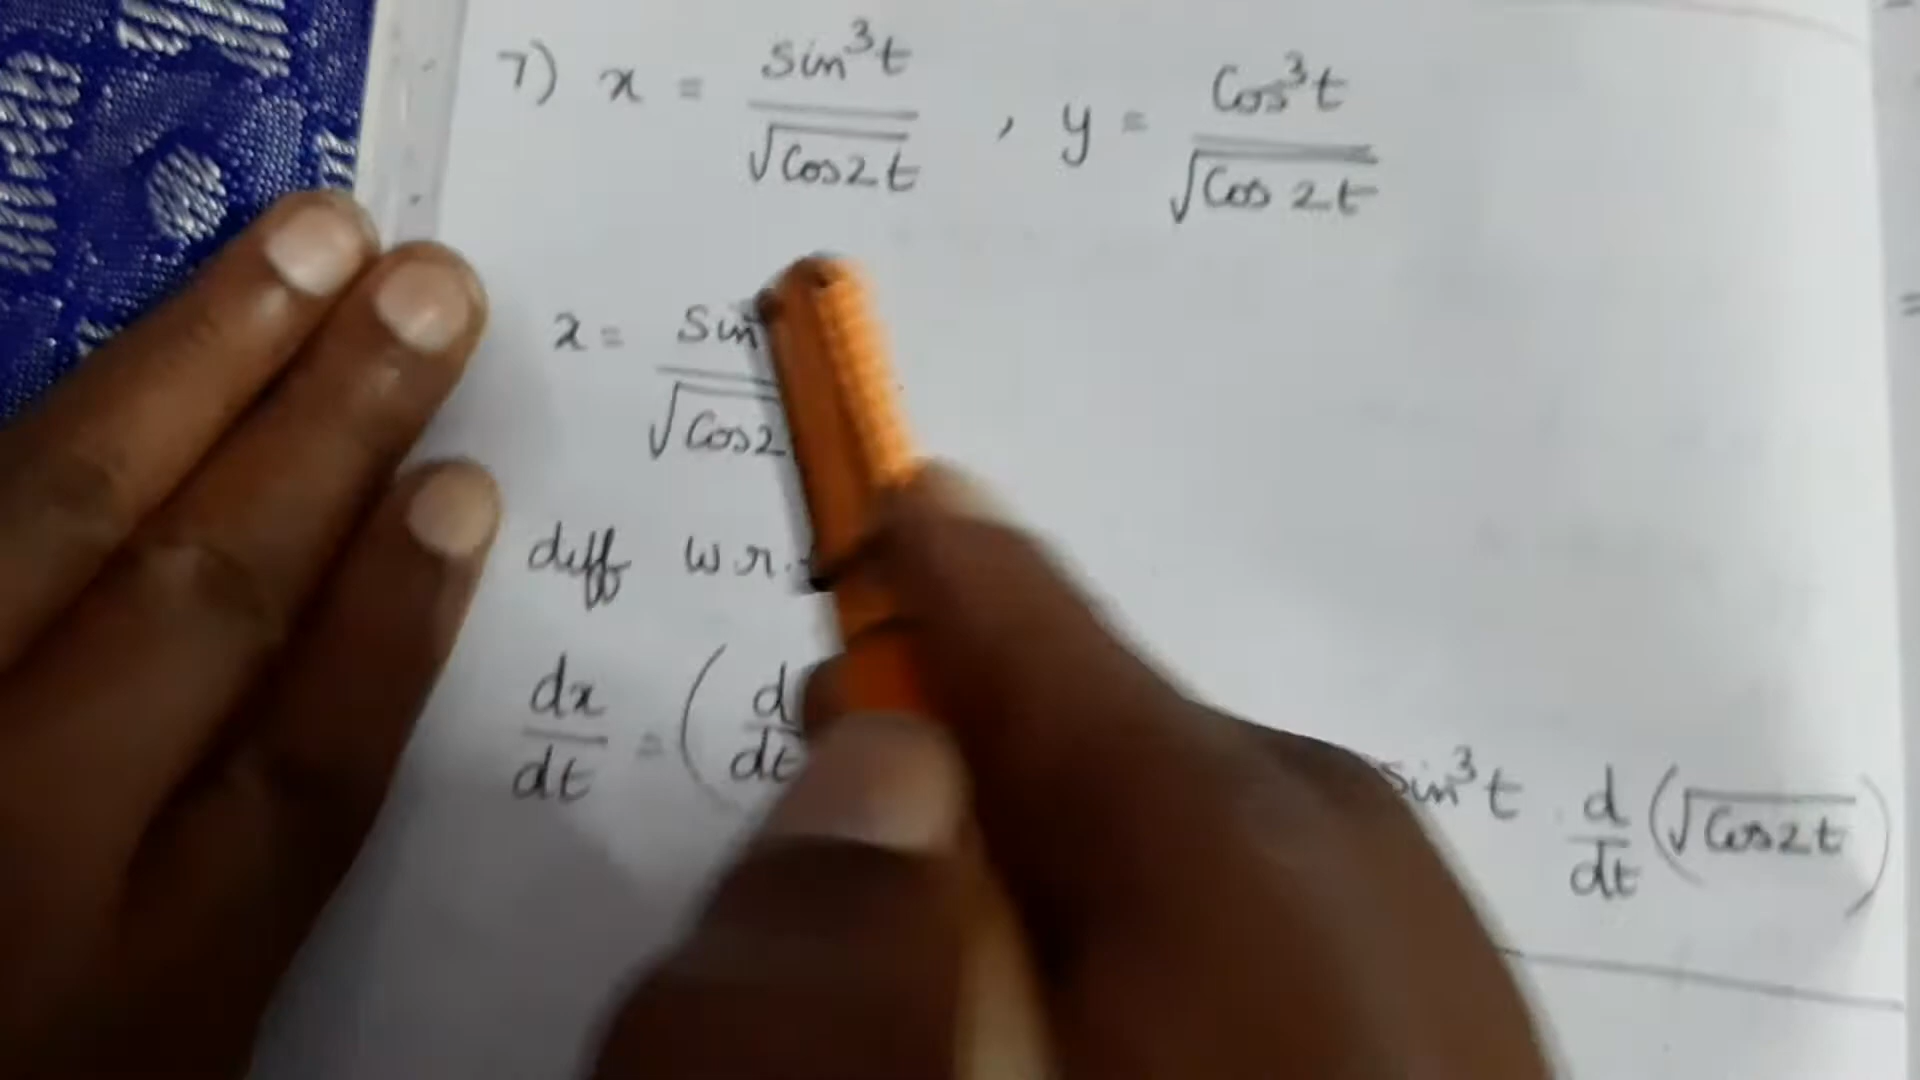 7) x = sin³t / √Cos2t , y = Cos³t / √Cos 2t
x = Sin / √Cos2
diff w.r.
dx/dt = ( d/dt sin³t . d/dt (√Cos2t)